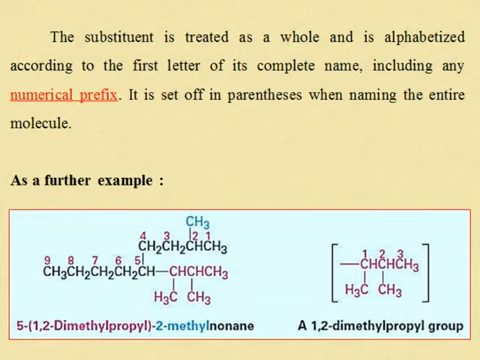 The substituent is treated as a whole and is alphabetized
according to the first letter of its complete name, including any
numerical prefix. It is set off in parentheses when naming the entire
molecule.
As a further example :
CH₃
4 3 |2 1
CH₂CH₂CHCH₃
9 8 7 6 5|
CH₃CH₂CH₂CH₂CH—CHCHCH₃
H₃C CH₃
5-(1,2-Dimethylpropyl)-2-methylnonane
1 2 3
—CHCHCH₃
H₃C CH₃
A 1,2-dimethylpropyl group